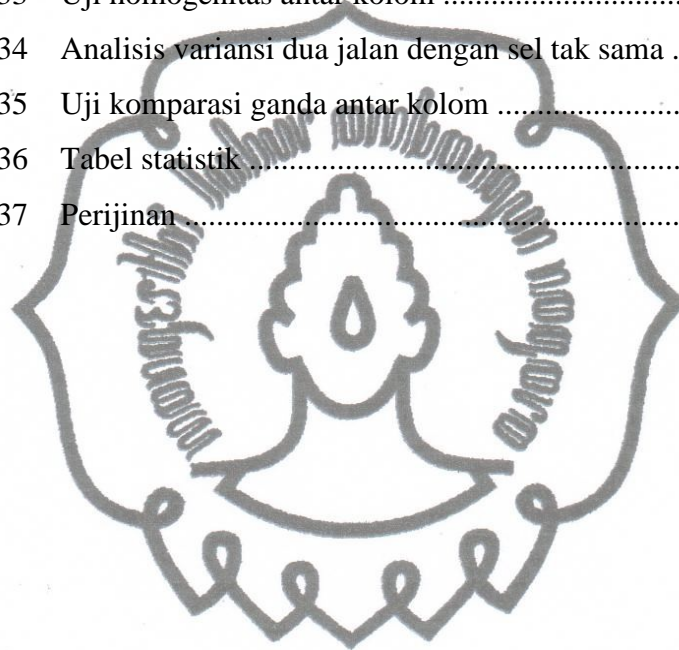 33 Uji homogenitas antar kolom ................................
34 Analisis variansi dua jalan dengan sel tak sama .
35 Uji komparasi ganda antar kolom .........................
36 Tabel statistik ...............................................................
37 Perijinan .........................................................................